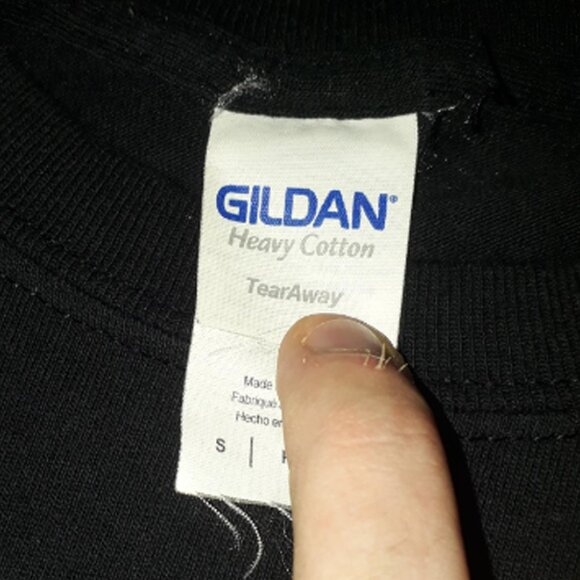 GILDAN®
Heavy Cotton
TearAway
Made
Fabriqué
Hecho en
S |